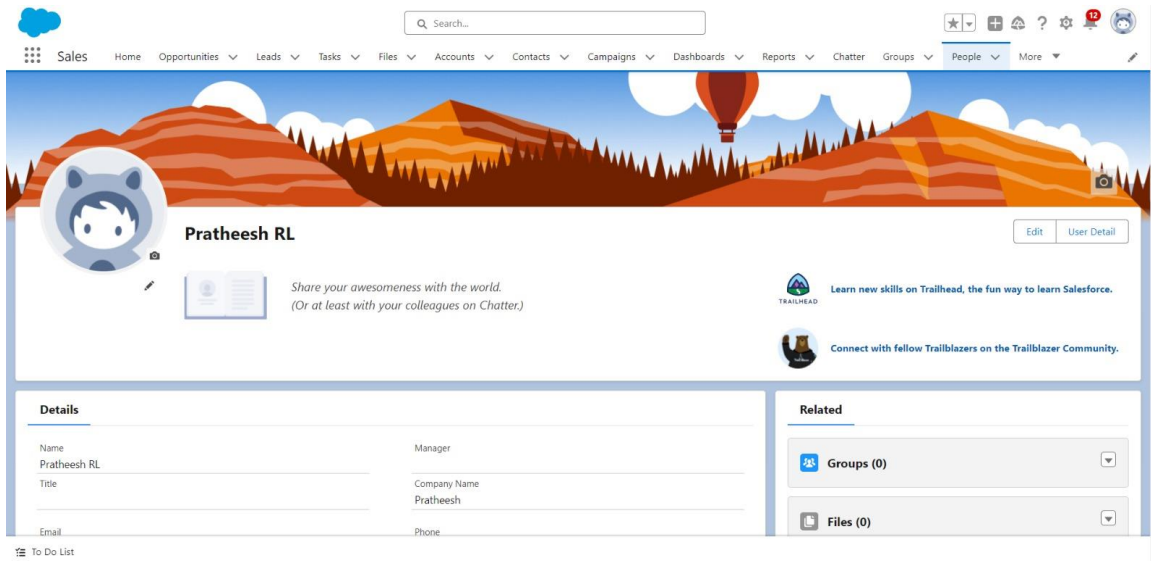 Search...
12
Sales Home Opportunities Leads Tasks Files Accounts Contacts Campaigns Dashboards Reports Chatter Groups People More
Pratheesh RL
Edit User Detail
Share your awesomeness with the world.
(Or at least with your colleagues on Chatter.)
TRAILHEAD
Learn new skills on Trailhead, the fun way to learn Salesforce.
Connect with fellow Trailblazers on the Trailblazer Community.
Details
Name
Pratheesh RL
Manager
Title
Company Name
Pratheesh
Email
Phone
Related
Groups (0)
Files (0)
To Do List